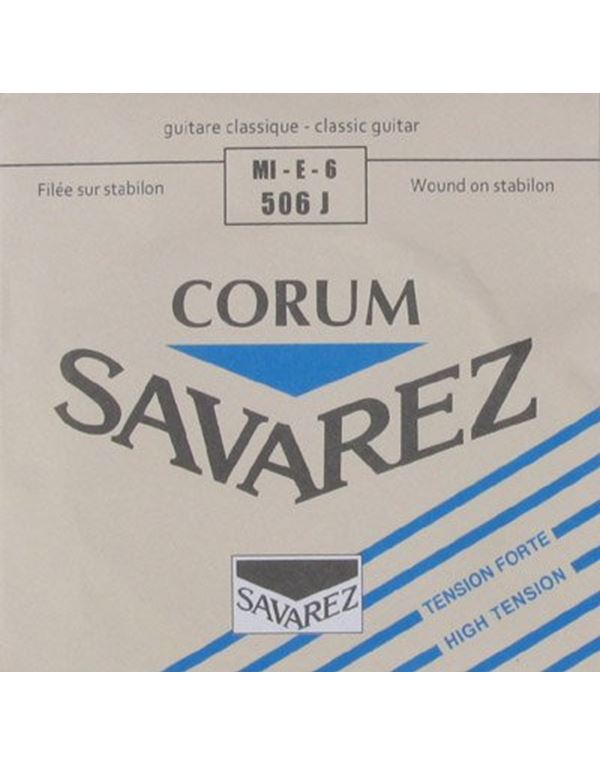 guitare classique - classic guitar
MI - E - 6
Filée sur stabilon
506 J
Wound on stabilon
CORUM
SAVAREZ
TENSION FORTE
HIGH TENSION
SAVAREZ